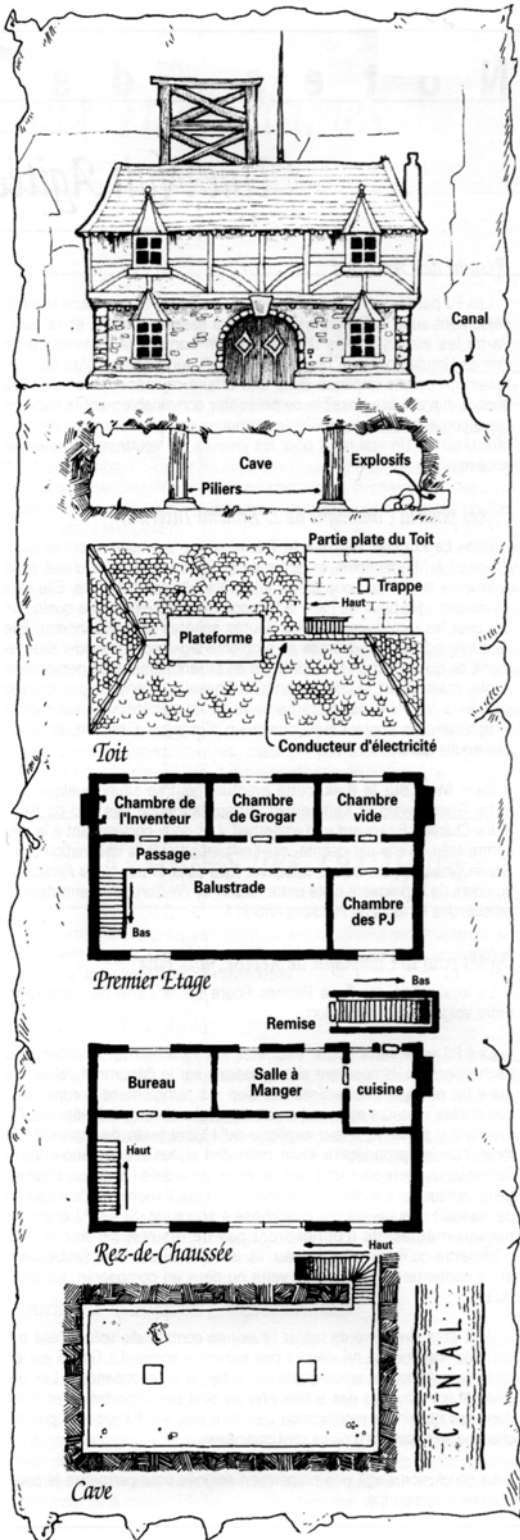 Canal
Cave
Explosifs
Piliers
Partie plate du Toit
Trappe
Haut
Plateforme
Toit
Conducteur d'électricité
Chambre de
l'Inventeur
Chambre
de Grogar
Chambre
vide
Passage
Balustrade
Chambre
des PJ
Bas
Premier Etage
Bas
Remise
Bureau
Salle à
Manger
cuisine
Haut
Rez-de-Chaussée
Haut
CANAL
Cave